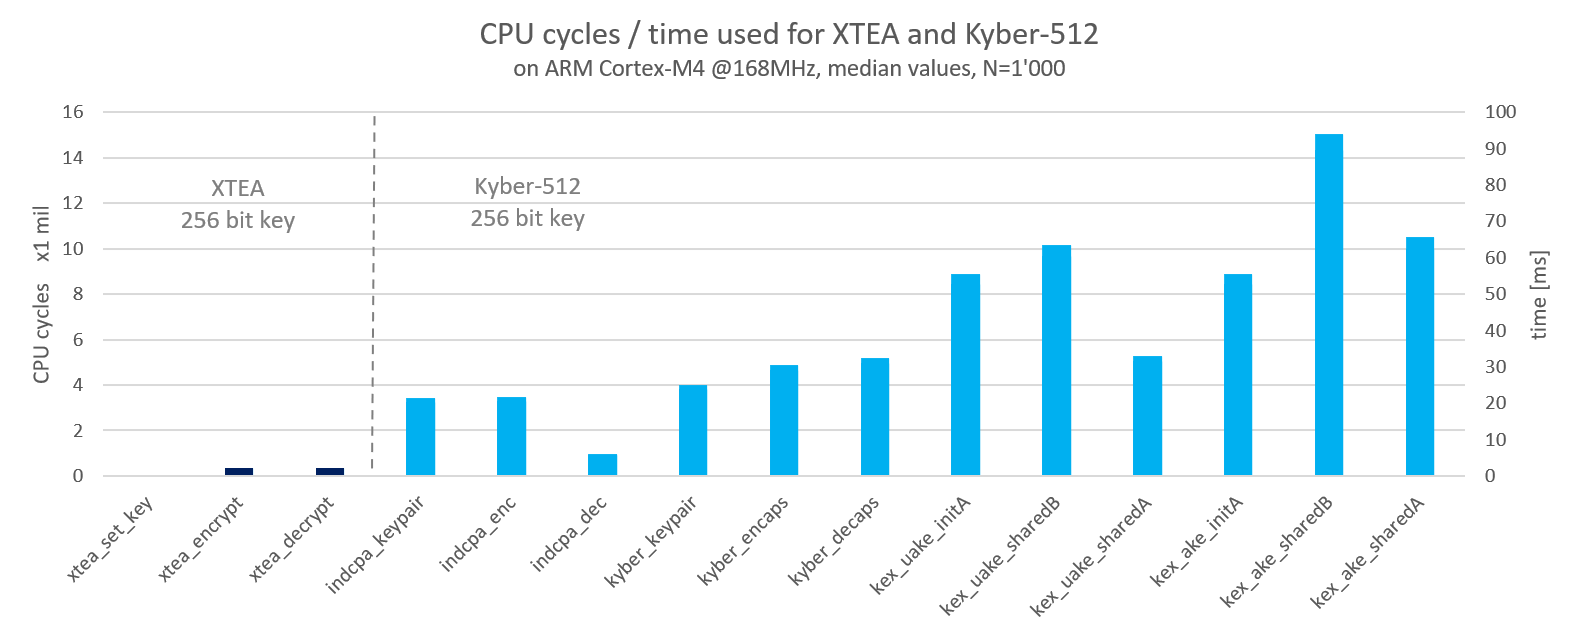 CPU cycles / time used for XTEA and Kyber-512
on ARM Cortex-M4 @168MHz, median values, N=1'000
CPU cycles x1 mil
16
14
12
10
8
6
4
2
0
XTEA
256 bit key
Kyber-512
256 bit key
100
90
80
70
60
50
40
30
20
10
0
time [ms]
xtea_set_key
xtea_encrypt
xtea_decrypt
indcpa_keypair
indcpa_enc
indcpa_dec
kyber_keypair
kyber_encaps
kyber_decaps
kex_uake_initA
kex_uake_sharedB
kex_uake_sharedA
kex_ake_initA
kex_ake_sharedB
kex_ake_sharedA